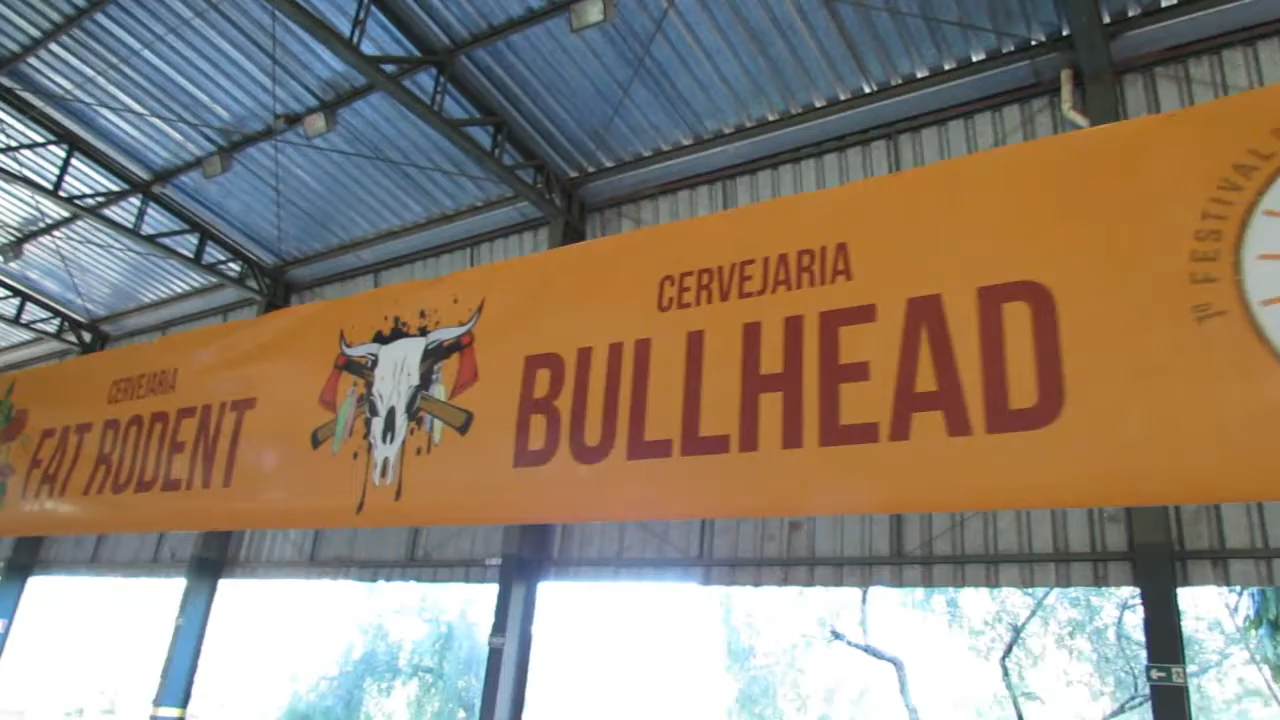 CERVEJARIA
FAT RODENT
CERVEJARIA
BULLHEAD
1º FESTIVAL